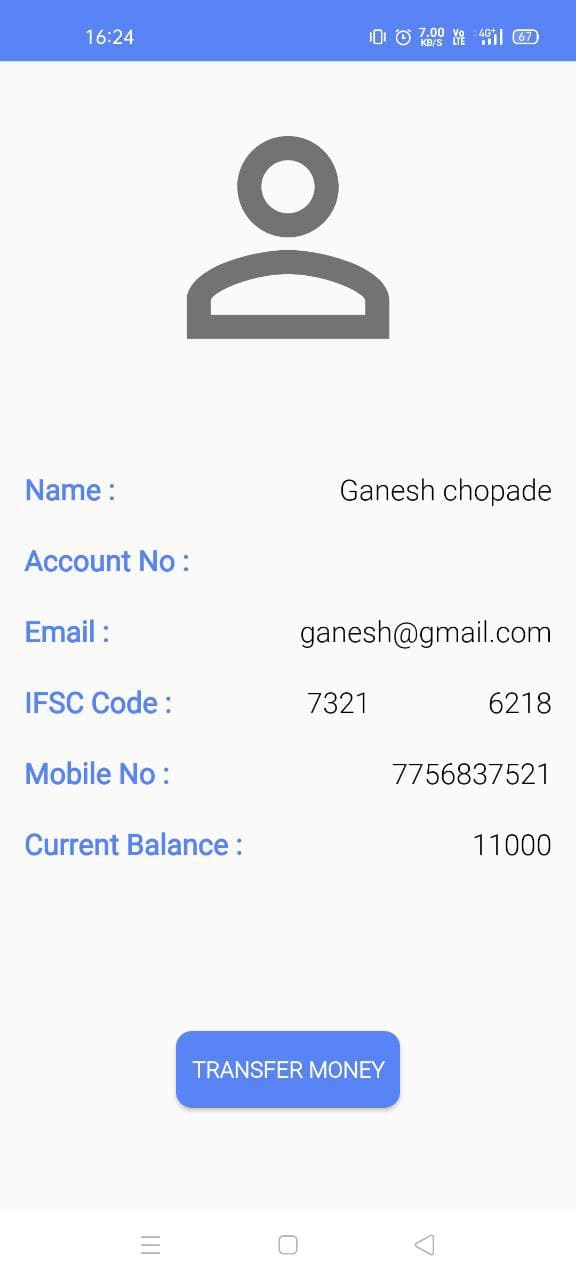 16:24 7.00 KB/S Vo LTE 4G+ 67
Name : Ganesh chopade
Account No :
Email : ganesh@gmail.com
IFSC Code : 7321 6218
Mobile No : 7756837521
Current Balance : 11000
TRANSFER MONEY